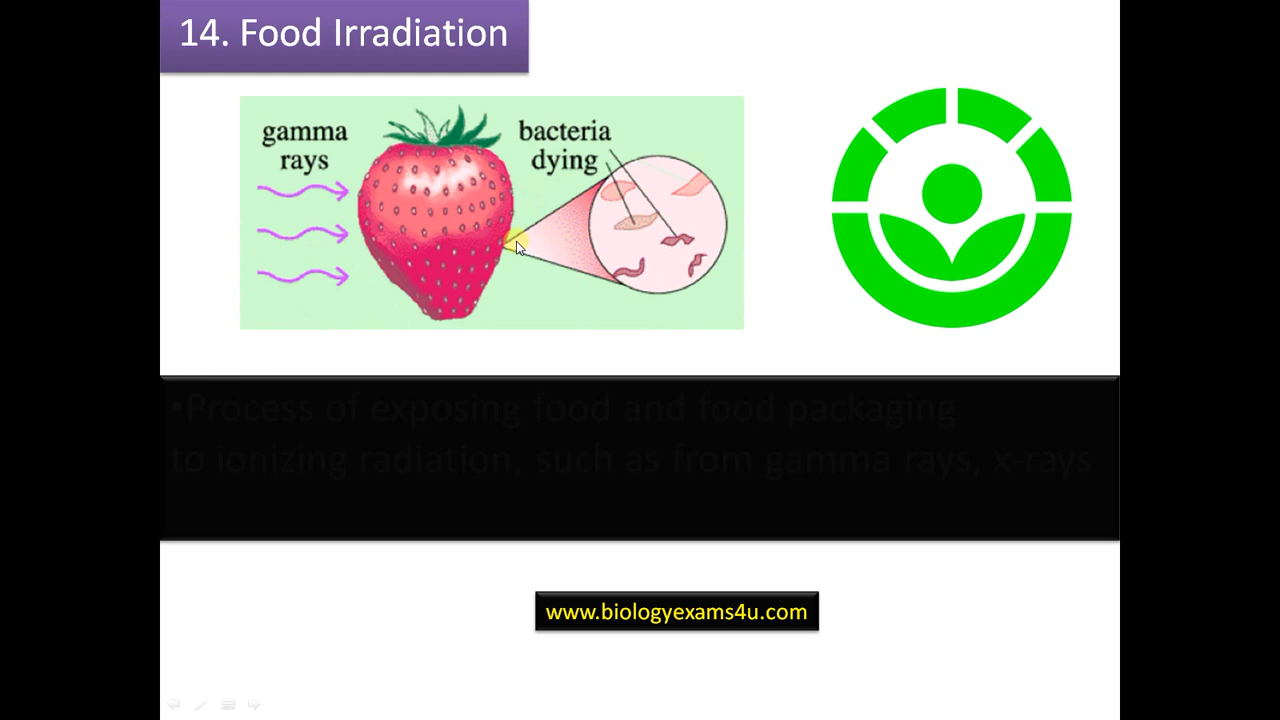 14. Food Irradiation
gamma
rays
bacteria
dying
•Process of exposing food and food packaging
to ionizing radiation, such as from gamma rays, x-rays
www.biologyexams4u.com